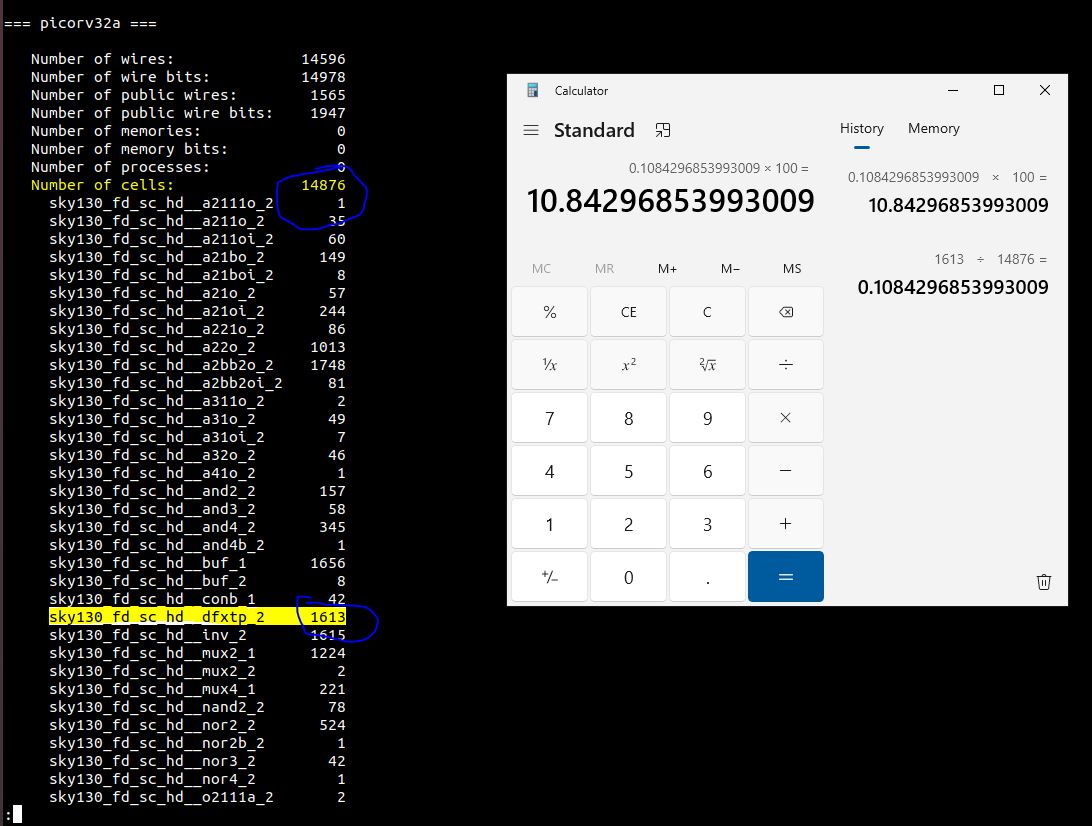 === picorv32a ===
Number of wires: 14596
Number of wire bits: 14978
Number of public wires: 1565
Number of public wire bits: 1947
Number of memories: 0
Number of memory bits: 0
Number of processes: 0
Number of cells: 14876
sky130_fd_sc_hd__a2111o_2 1
sky130_fd_sc_hd__a211o_2 35
sky130_fd_sc_hd__a211oi_2 60
sky130_fd_sc_hd__a21bo_2 149
sky130_fd_sc_hd__a21boi_2 8
sky130_fd_sc_hd__a21o_2 57
sky130_fd_sc_hd__a21oi_2 244
sky130_fd_sc_hd__a221o_2 86
sky130_fd_sc_hd__a22o_2 1013
sky130_fd_sc_hd__a2bb2o_2 1748
sky130_fd_sc_hd__a2bb2oi_2 81
sky130_fd_sc_hd__a311o_2 2
sky130_fd_sc_hd__a31o_2 49
sky130_fd_sc_hd__a31oi_2 7
sky130_fd_sc_hd__a32o_2 46
sky130_fd_sc_hd__a41o_2 1
sky130_fd_sc_hd__and2_2 157
sky130_fd_sc_hd__and3_2 58
sky130_fd_sc_hd__and4_2 345
sky130_fd_sc_hd__and4b_2 1
sky130_fd_sc_hd__buf_1 1656
sky130_fd_sc_hd__buf_2 8
sky130_fd_sc_hd__conb_1 42
sky130_fd_sc_hd__dfxtp_2 1613
sky130_fd_sc_hd__inv_2 1615
sky130_fd_sc_hd__mux2_1 1224
sky130_fd_sc_hd__mux2_2 2
sky130_fd_sc_hd__mux4_1 221
sky130_fd_sc_hd__nand2_2 78
sky130_fd_sc_hd__nor2_2 524
sky130_fd_sc_hd__nor2b_2 1
sky130_fd_sc_hd__nor3_2 42
sky130_fd_sc_hd__nor4_2 1
sky130_fd_sc_hd__o2111a_2 2
:
Calculator
Standard
0.1084296853993009 × 100 =
10.84296853993009
MC MR M+ M− MS
% CE C ⌫
¹⁄x x² ²√x ÷
7 8 9 ×
4 5 6 −
1 2 3 +
+/− 0 . =
History Memory
0.1084296853993009 × 100 =
10.84296853993009
1613 ÷ 14876 =
0.1084296853993009